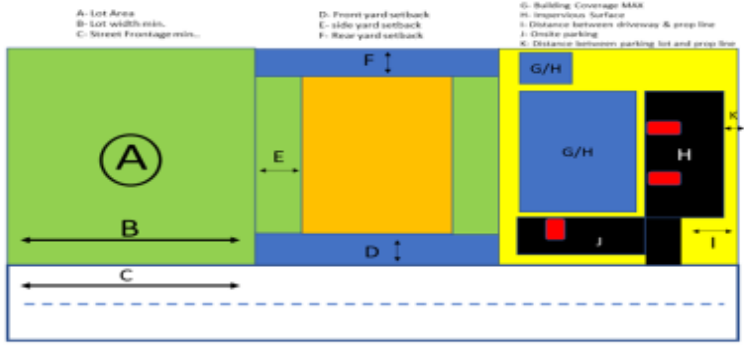 A- Lot Area
B- Lot width min.
C- Street Frontage min..
D- Front yard setback
E- side yard setback
F- Rear yard setback
G- Building Coverage MAX
H- Impervious Surface
I- Distance between driveway & prop line
J- Onsite parking
K- Distance between parking lot and prop line
F
G/H
K
A
E
G/H
H
B
D
J
I
C